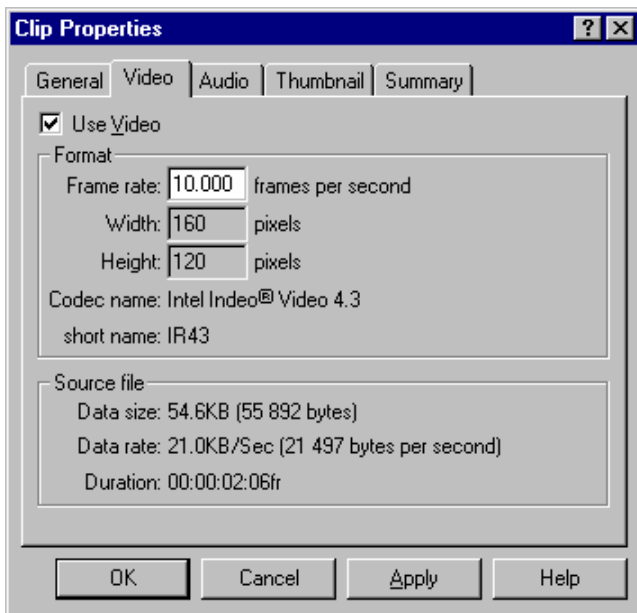 Clip Properties
General Video Audio Thumbnail Summary
Use Video
Format
Frame rate: 10.000 frames per second
Width: 160 pixels
Height: 120 pixels
Codec name: Intel Indeo® Video 4.3
short name: IR43
Source file
Data size: 54.6KB (55 892 bytes)
Data rate: 21.0KB/Sec (21 497 bytes per second)
Duration: 00:00:02:06fr
OK Cancel Apply Help